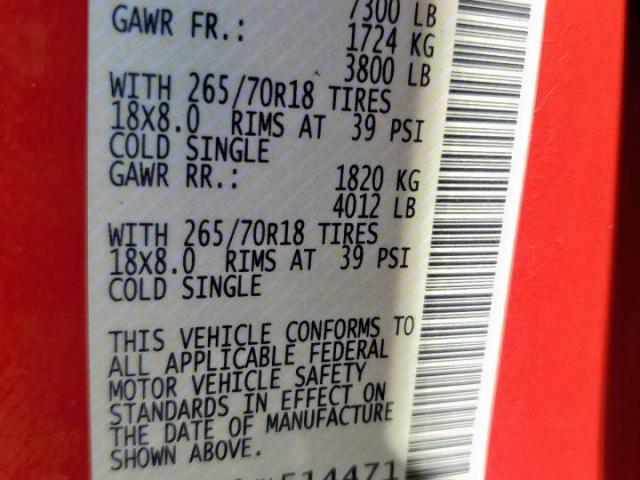 7300 LB
GAWR FR.: 1724 KG
3800 LB
WITH 265/70R18 TIRES
18X8.0 RIMS AT 39 PSI
COLD SINGLE
GAWR RR.: 1820 KG
4012 LB
WITH 265/70R18 TIRES
18X8.0 RIMS AT 39 PSI
COLD SINGLE
THIS VEHICLE CONFORMS TO
ALL APPLICABLE FEDERAL
MOTOR VEHICLE SAFETY
STANDARDS IN EFFECT ON
THE DATE OF MANUFACTURE
SHOWN ABOVE.
514471